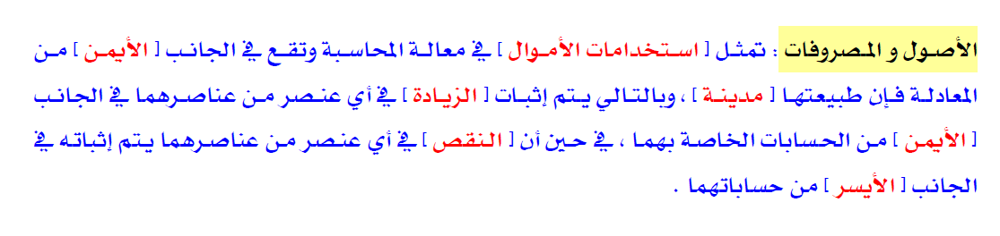 الأصول و المصروفات : تمثل [ استخدامات الأموال ] في معالة المحاسبة وتقع في الجانب [ الأيمن ] من
المعادلة فإن طبيعتها [ مدينة ] ، وبالتالي يتم إثبات [ الزيادة ] في أي عنصر من عناصرهما في الجانب
[ الأيمن ] من الحسابات الخاصة بهما ، في حين أن [ النقص ] في أي عنصر من عناصرهما يتم إثباته في
الجانب [ الأيسر ] من حساباتهما .